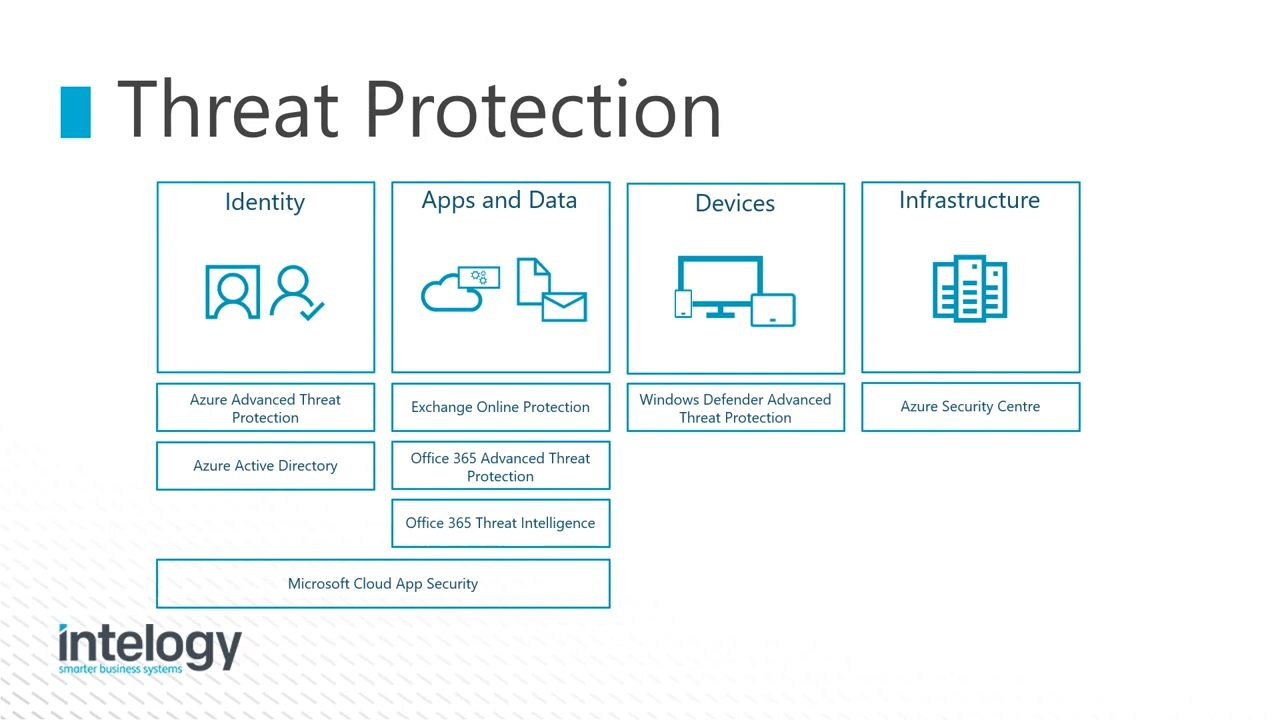 Threat Protection
Identity
Apps and Data
Devices
Infrastructure
Azure Advanced Threat
Protection
Exchange Online Protection
Windows Defender Advanced
Threat Protection
Azure Security Centre
Azure Active Directory
Office 365 Advanced Threat
Protection
Office 365 Threat Intelligence
Microsoft Cloud App Security
intelogy
smarter business systems